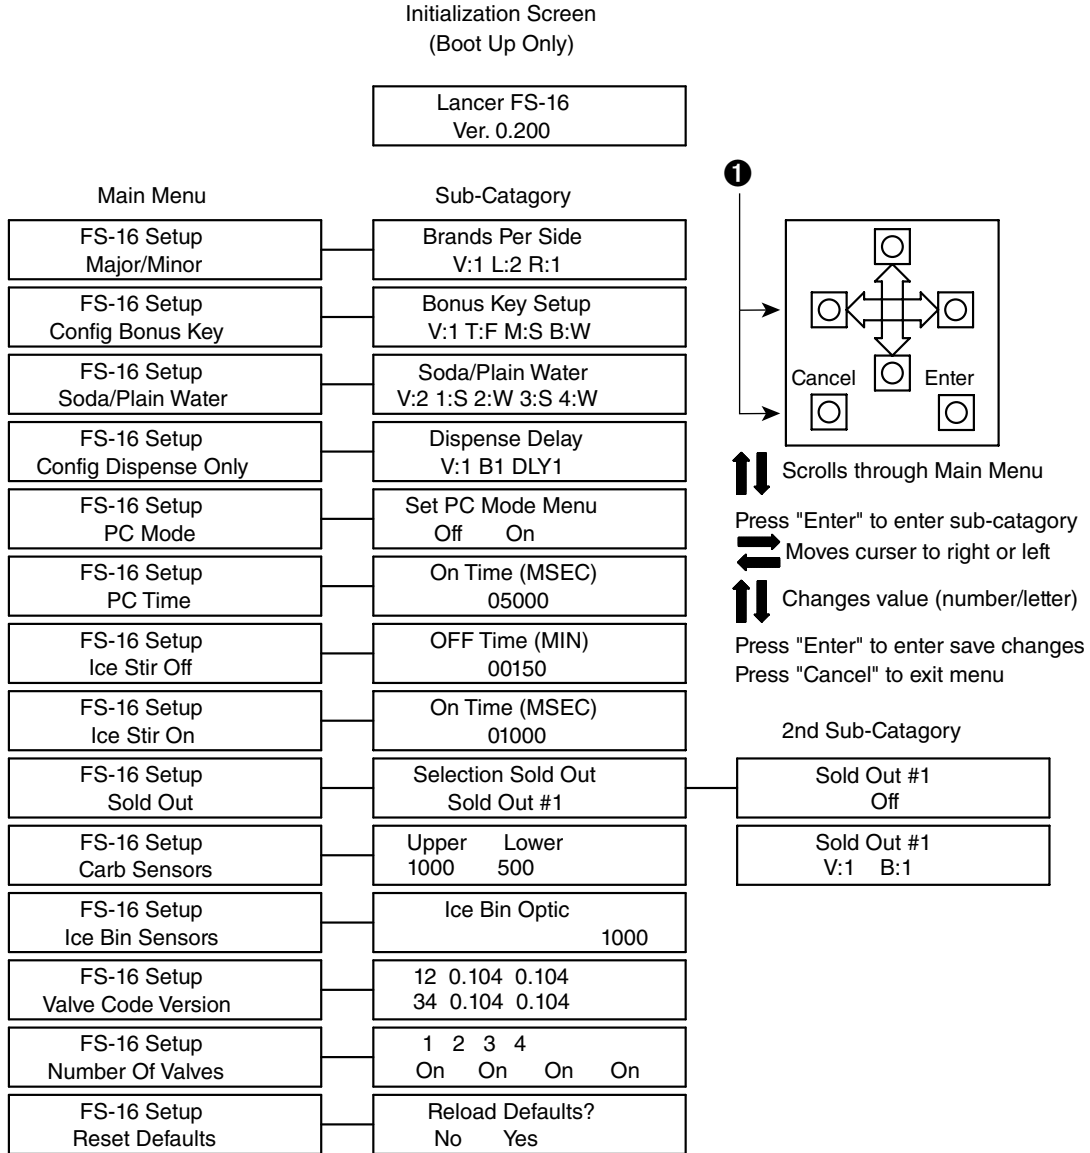 Initialization Screen
(Boot Up Only)
Lancer FS-16
Ver. 0.200
Main Menu
Sub-Catagory
FS-16 Setup
Major/Minor
Brands Per Side
V:1 L:2 R:1
FS-16 Setup
Config Bonus Key
Bonus Key Setup
V:1 T:F M:S B:W
FS-16 Setup
Soda/Plain Water
Soda/Plain Water
V:2 1:S 2:W 3:S 4:W
FS-16 Setup
Config Dispense Only
Dispense Delay
V:1 B1 DLY1
FS-16 Setup
PC Mode
Set PC Mode Menu
Off On
FS-16 Setup
PC Time
On Time (MSEC)
05000
FS-16 Setup
Ice Stir Off
OFF Time (MIN)
00150
FS-16 Setup
Ice Stir On
On Time (MSEC)
01000
FS-16 Setup
Sold Out
Selection Sold Out
Sold Out #1
FS-16 Setup
Carb Sensors
Upper Lower
1000 500
FS-16 Setup
Ice Bin Sensors
Ice Bin Optic
1000
FS-16 Setup
Valve Code Version
12 0.104 0.104
34 0.104 0.104
FS-16 Setup
Number Of Valves
1 2 3 4
On On On On
FS-16 Setup
Reset Defaults
Reload Defaults?
No Yes
❶
Cancel
Enter
Scrolls through Main Menu
Press "Enter" to enter sub-catagory
Moves curser to right or left
Changes value (number/letter)
Press "Enter" to enter save changes
Press "Cancel" to exit menu
2nd Sub-Catagory
Sold Out #1
Off
Sold Out #1
V:1 B:1